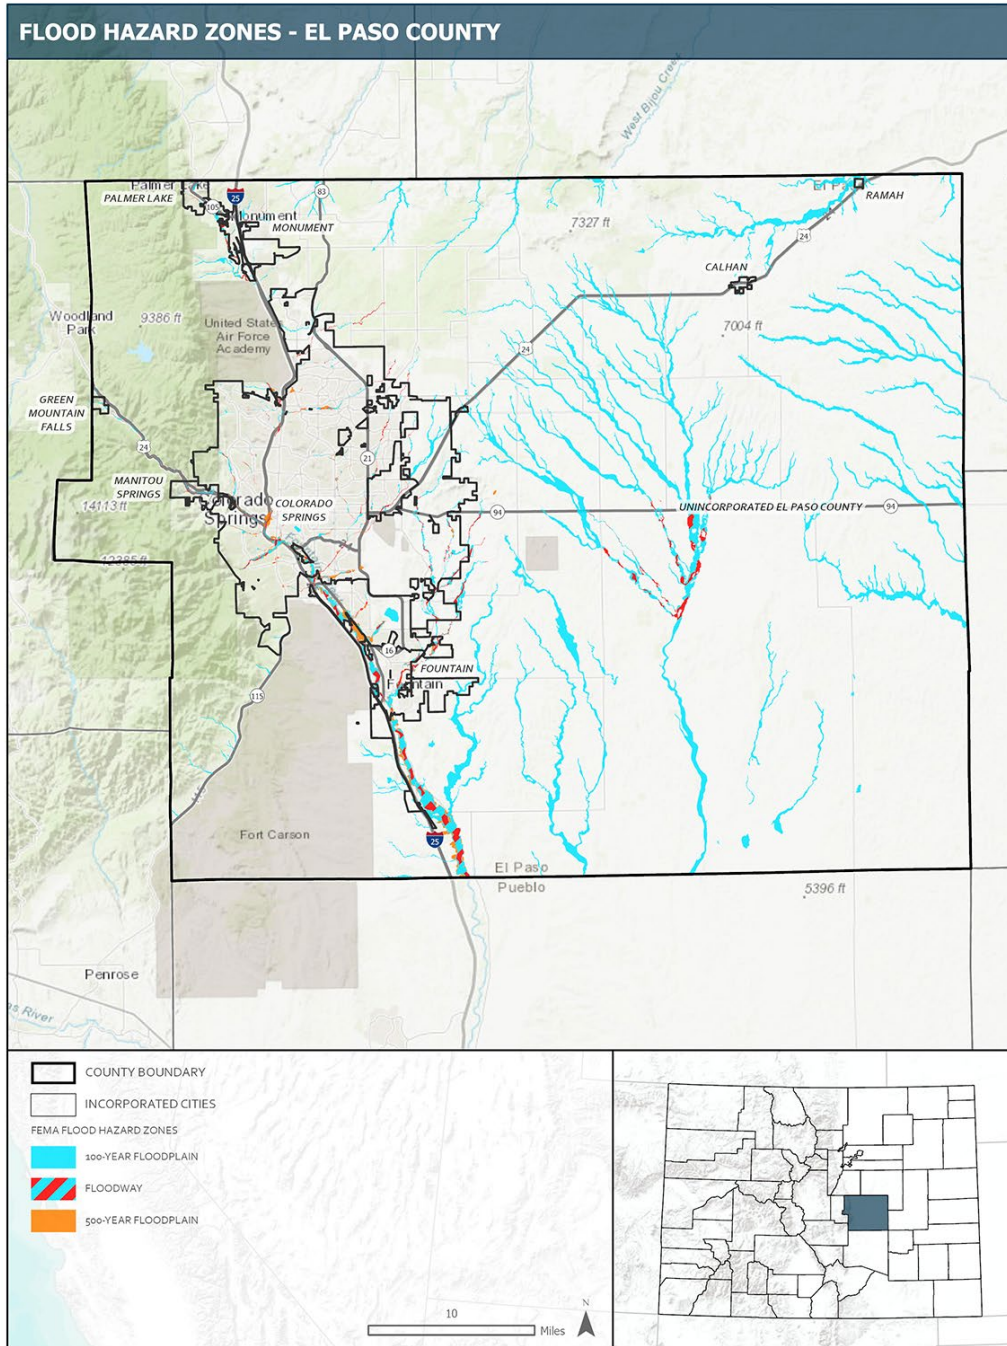 FLOOD HAZARD ZONES - EL PASO COUNTY
West Bijou Creek
Palmer Lake
PALMER LAKE
25
83
105
Monument
MONUMENT
7327 ft
El Pa
RAMAH
24
CALHAN
Woodland
Park
9386 ft
United State
Air Force
Academy
7004 ft
24
GREEN
MOUNTAIN
FALLS
24
21
MANITOU
SPRINGS
14113 ft
Colorado
Springs
COLORADO
SPRINGS
94
UNINCORPORATED EL PASO COUNTY
94
12385 ft
16
FOUNTAIN
Fountain
115
115
Fort Carson
25
El Paso
Pueblo
5396 ft
Penrose
as River
COUNTY BOUNDARY
INCORPORATED CITIES
FEMA FLOOD HAZARD ZONES
100-YEAR FLOODPLAIN
FLOODWAY
500-YEAR FLOODPLAIN
10
Miles
N